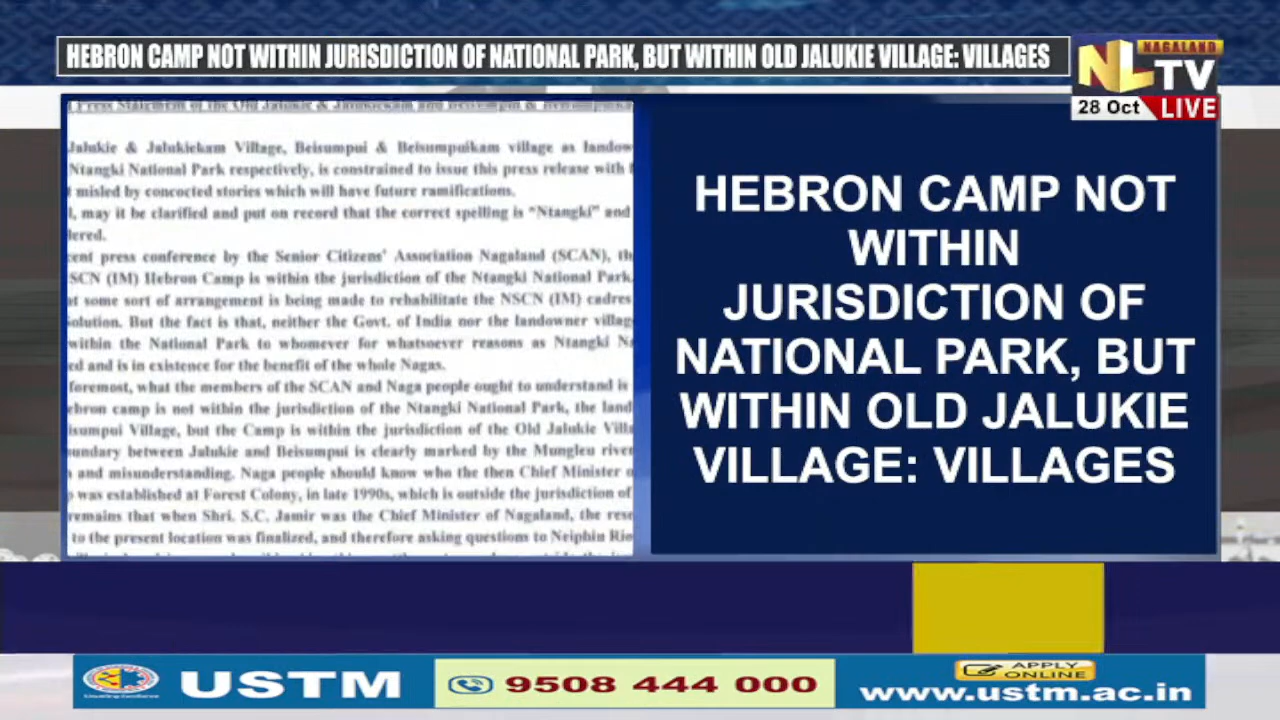 HEBRON CAMP NOT WITHIN JURISDICTION OF NATIONAL PARK, BUT WITHIN OLD JALUKIE VILLAGE: VILLAGES
NAGALAND
NLTV
28 Oct LIVE
Press Statement of the Old Jalukie & Jalukiekam and Beisumpui &
Jalukie & Jalukiekam Village, Beisumpui & Beisumpuikam village as landow
Ntangki National Park respectively, is constrained to issue this press release with
misled by concocted stories which will have future ramifications.
, may it be clarified and put on record that the correct spelling is "Ntangki" and
ered.
cent press conference by the Senior Citizens' Association Nagaland (SCAN), th
SCN (IM) Hebron Camp is within the jurisdiction of the Ntangki National Park
at some sort of arrangement is being made to rehabilitate the NSCN (IM) cadres
olution. But the fact is that, neither the Govt. of India nor the landowner villag
within the National Park to whomever for whatsoever reasons as Ntangki Na
ed and is in existence for the benefit of the whole Nagas.
foremost, what the members of the SCAN and Naga people ought to understand is
ebron camp is not within the jurisdiction of the Ntangki National Park, the land
isumpui Village, but the Camp is within the jurisdiction of the Old Jalukie Villa
undary between Jalukie and Beisumpui is clearly marked by the Mungleu river
and misunderstanding. Naga people should know who the then Chief Minister o
p was established at Forest Colony, in late 1990s, which is outside the jurisdiction of
remains that when Shri. S.C. Jamir was the Chief Minister of Nagaland, the rese
to the present location was finalized, and therefore asking questions to Neiphiu Rio
HEBRON CAMP NOT
WITHIN
JURISDICTION OF
NATIONAL PARK, BUT
WITHIN OLD JALUKIE
VILLAGE: VILLAGES
USTM
9508 444 000
APPLY
ONLINE
www.ustm.ac.in